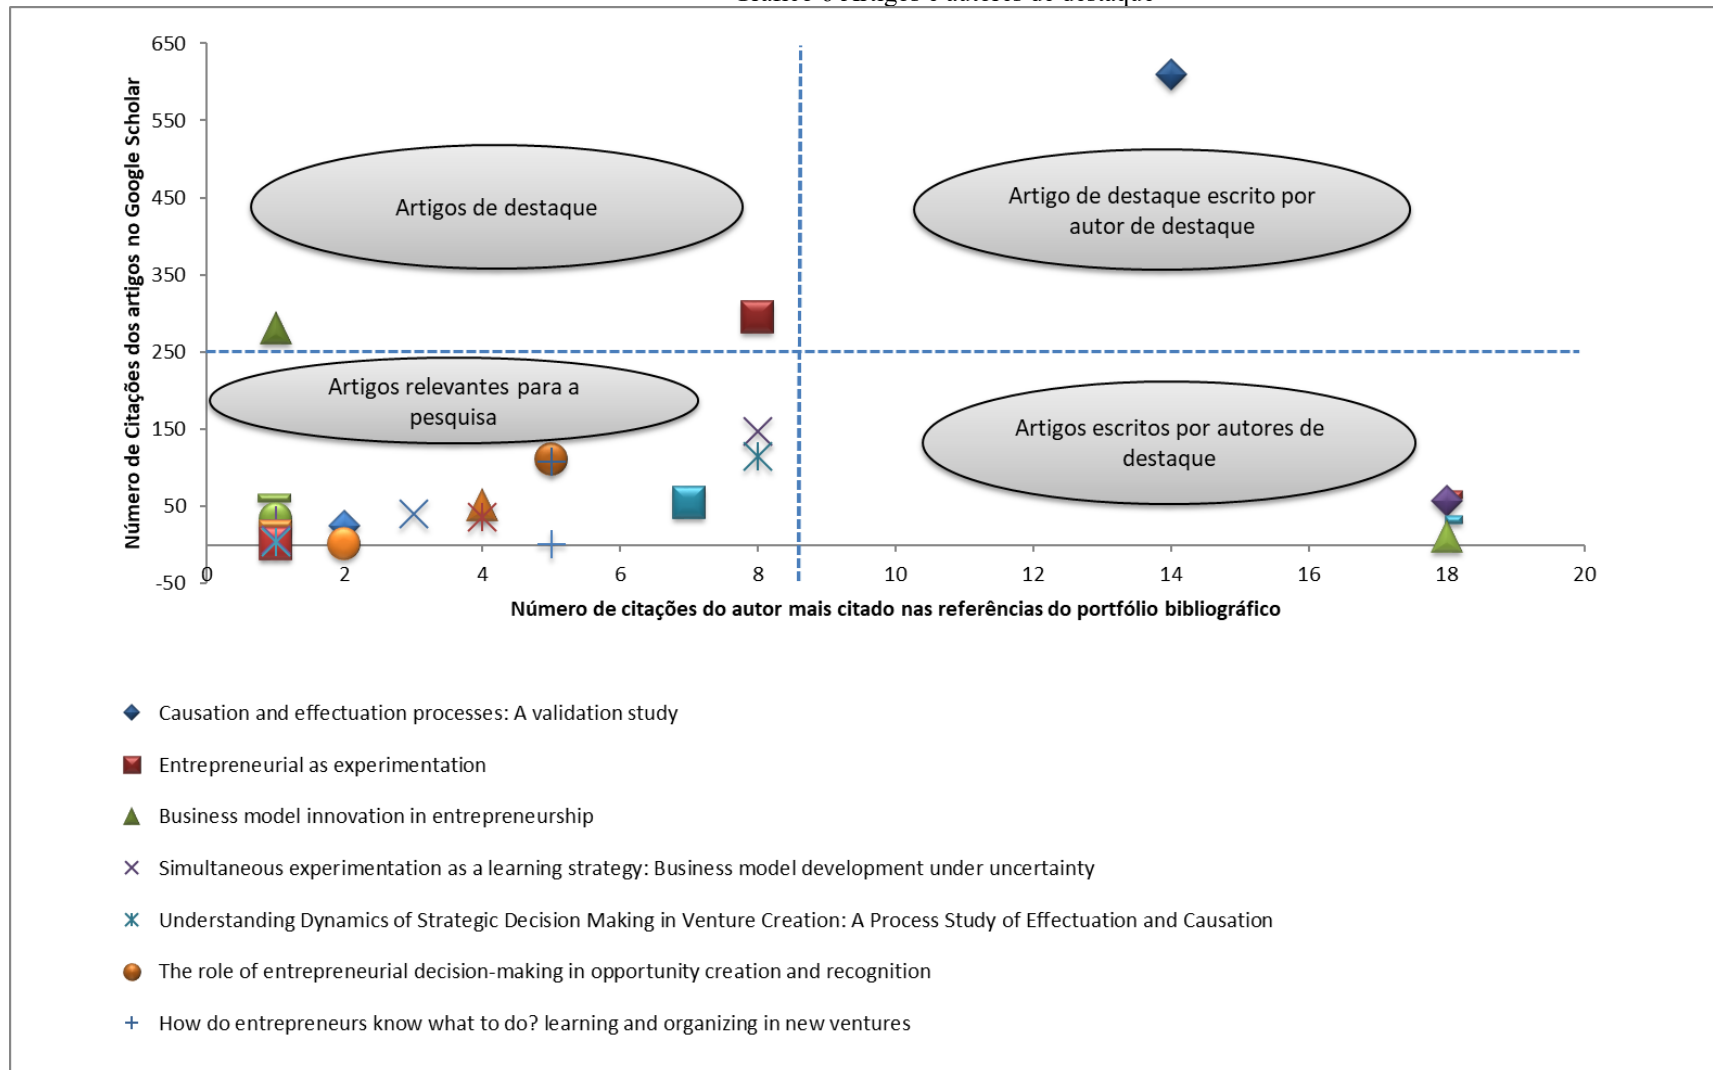 Gráfico 6 Artigos e autores de destaque
650
550
450
350
250
150
50
-50
Número de Citações dos artigos no Google Scholar
Artigos de destaque
Artigo de destaque escrito por
autor de destaque
Artigos relevantes para a
pesquisa
Artigos escritos por autores de
destaque
0 2 4 6 8 10 12 14 16 18 20
Número de citações do autor mais citado nas referências do portfólio bibliográfico
Causation and effectuation processes: A validation study
Entrepreneurial as experimentation
Business model innovation in entrepreneurship
Simultaneous experimentation as a learning strategy: Business model development under uncertainty
Understanding Dynamics of Strategic Decision Making in Venture Creation: A Process Study of Effectuation and Causation
The role of entrepreneurial decision-making in opportunity creation and recognition
How do entrepreneurs know what to do? learning and organizing in new ventures